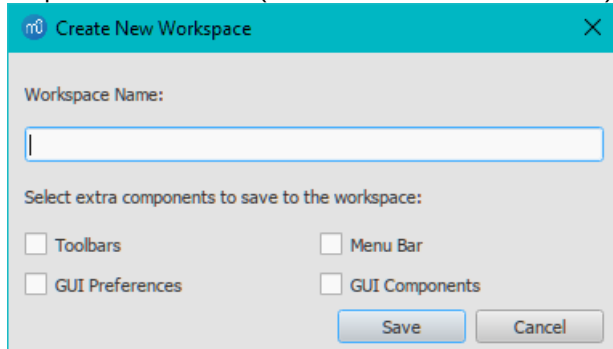 Create New Workspace
Workspace Name:
Select extra components to save to the workspace:
Toolbars Menu Bar
GUI Preferences GUI Components
Save Cancel